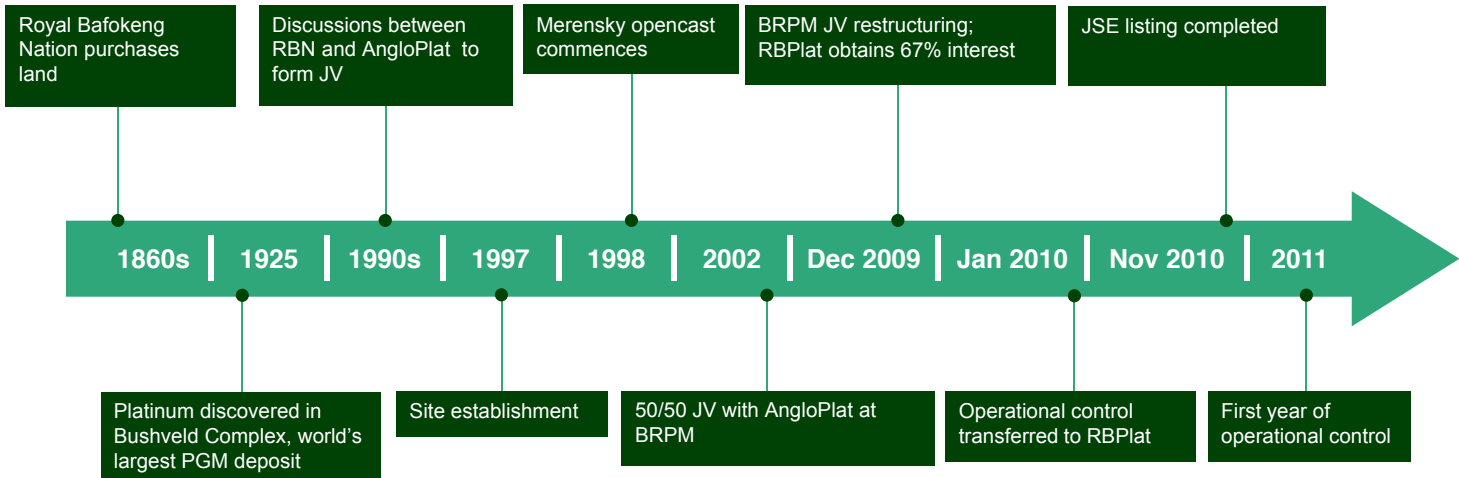 Royal Bafokeng
Nation purchases
land
Discussions between
RBN and AngloPlat to
form JV
Merensky opencast
commences
BRPM JV restructuring;
RBPlat obtains 67% interest
JSE listing completed
1860s
1925
1990s
1997
1998
2002
Dec 2009
Jan 2010
Nov 2010
2011
Platinum discovered in
Bushveld Complex, world’s
largest PGM deposit
Site establishment
50/50 JV with AngloPlat at
BRPM
Operational control
transferred to RBPlat
First year of
operational control